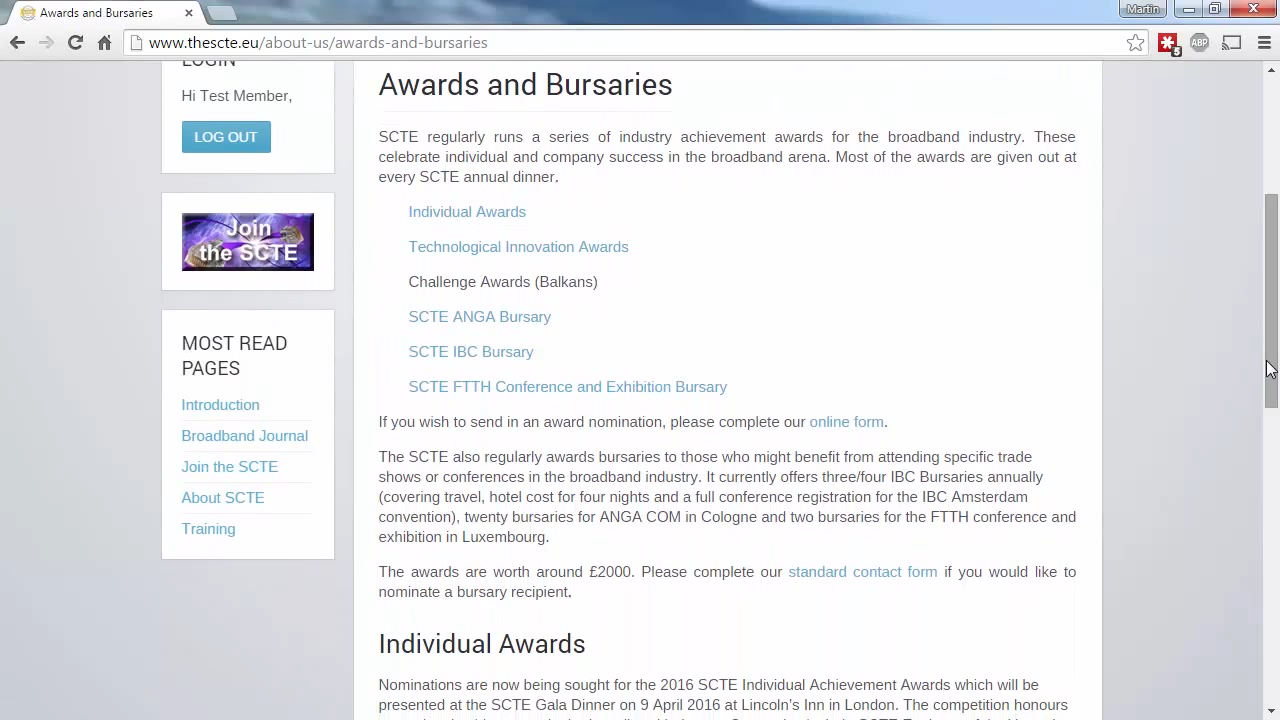 Awards and Bursaries
Martin
www.thescte.eu/about-us/awards-and-bursaries
5
ABP
LOGIN
Hi Test Member,
LOG OUT
Join
the SCTE
MOST READ
PAGES
Introduction
Broadband Journal
Join the SCTE
About SCTE
Training
Awards and Bursaries
SCTE regularly runs a series of industry achievement awards for the broadband industry. These
celebrate individual and company success in the broadband arena. Most of the awards are given out at
every SCTE annual dinner.
Individual Awards
Technological Innovation Awards
Challenge Awards (Balkans)
SCTE ANGA Bursary
SCTE IBC Bursary
SCTE FTTH Conference and Exhibition Bursary
If you wish to send in an award nomination, please complete our online form.
The SCTE also regularly awards bursaries to those who might benefit from attending specific trade
shows or conferences in the broadband industry. It currently offers three/four IBC Bursaries annually
(covering travel, hotel cost for four nights and a full conference registration for the IBC Amsterdam
convention), twenty bursaries for ANGA COM in Cologne and two bursaries for the FTTH conference and
exhibition in Luxembourg.
The awards are worth around £2000. Please complete our standard contact form if you would like to
nominate a bursary recipient.
Individual Awards
Nominations are now being sought for the 2016 SCTE Individual Achievement Awards which will be
presented at the SCTE Gala Dinner on 9 April 2016 at Lincoln's Inn in London. The competition honours